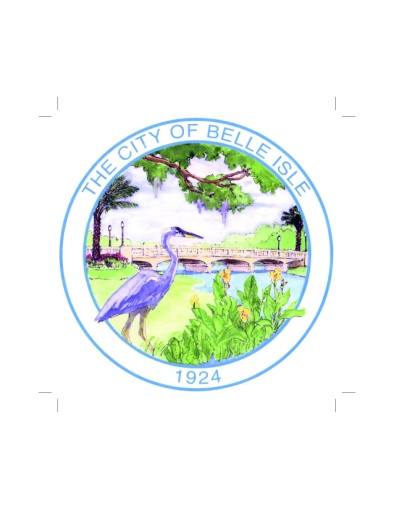 THE CITY OF BELLE ISLE
1924